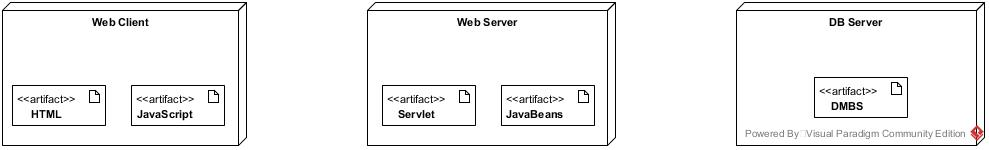 Web Client
<<artifact>>
HTML
<<artifact>>
JavaScript
Web Server
<<artifact>>
Servlet
<<artifact>>
JavaBeans
DB Server
<<artifact>>
DMBS
Powered By Visual Paradigm Community Edition